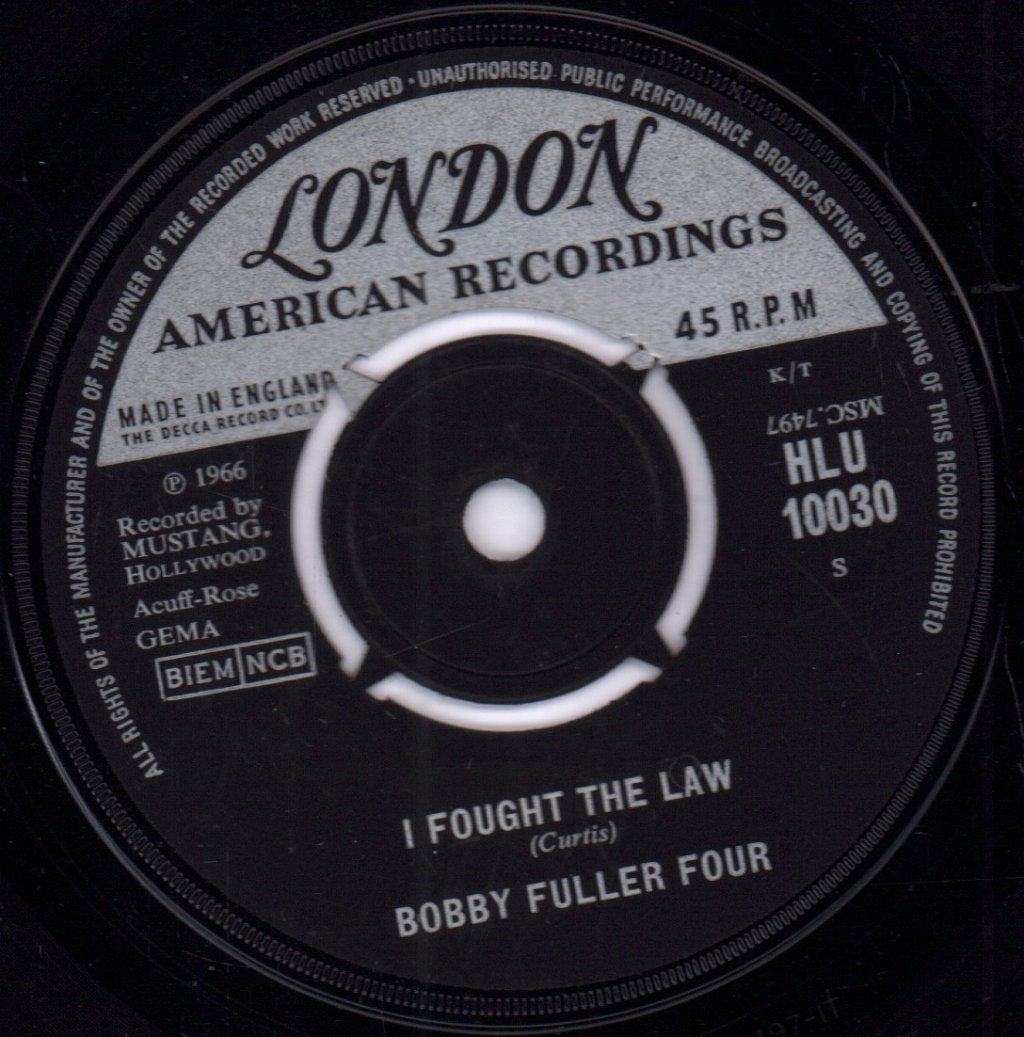 ALL RIGHTS OF THE MANUFACTURER AND OF THE OWNER OF THE RECORDED WORK RESERVED · UNAUTHORISED PUBLIC PERFORMANCE BROADCASTING AND COPYING OF THIS RECORD PROHIBITED
LONDON
AMERICAN RECORDINGS
45 R.P.M
MADE IN ENGLAND
THE DECCA RECORD CO. LT
K/T
MSC.7497
HLU
10030
S
℗ 1966
Recorded by
MUSTANG,
HOLLYWOOD
Acuff-Rose
GEMA
BIEM NCB
I FOUGHT THE LAW
(Curtis)
BOBBY FULLER FOUR